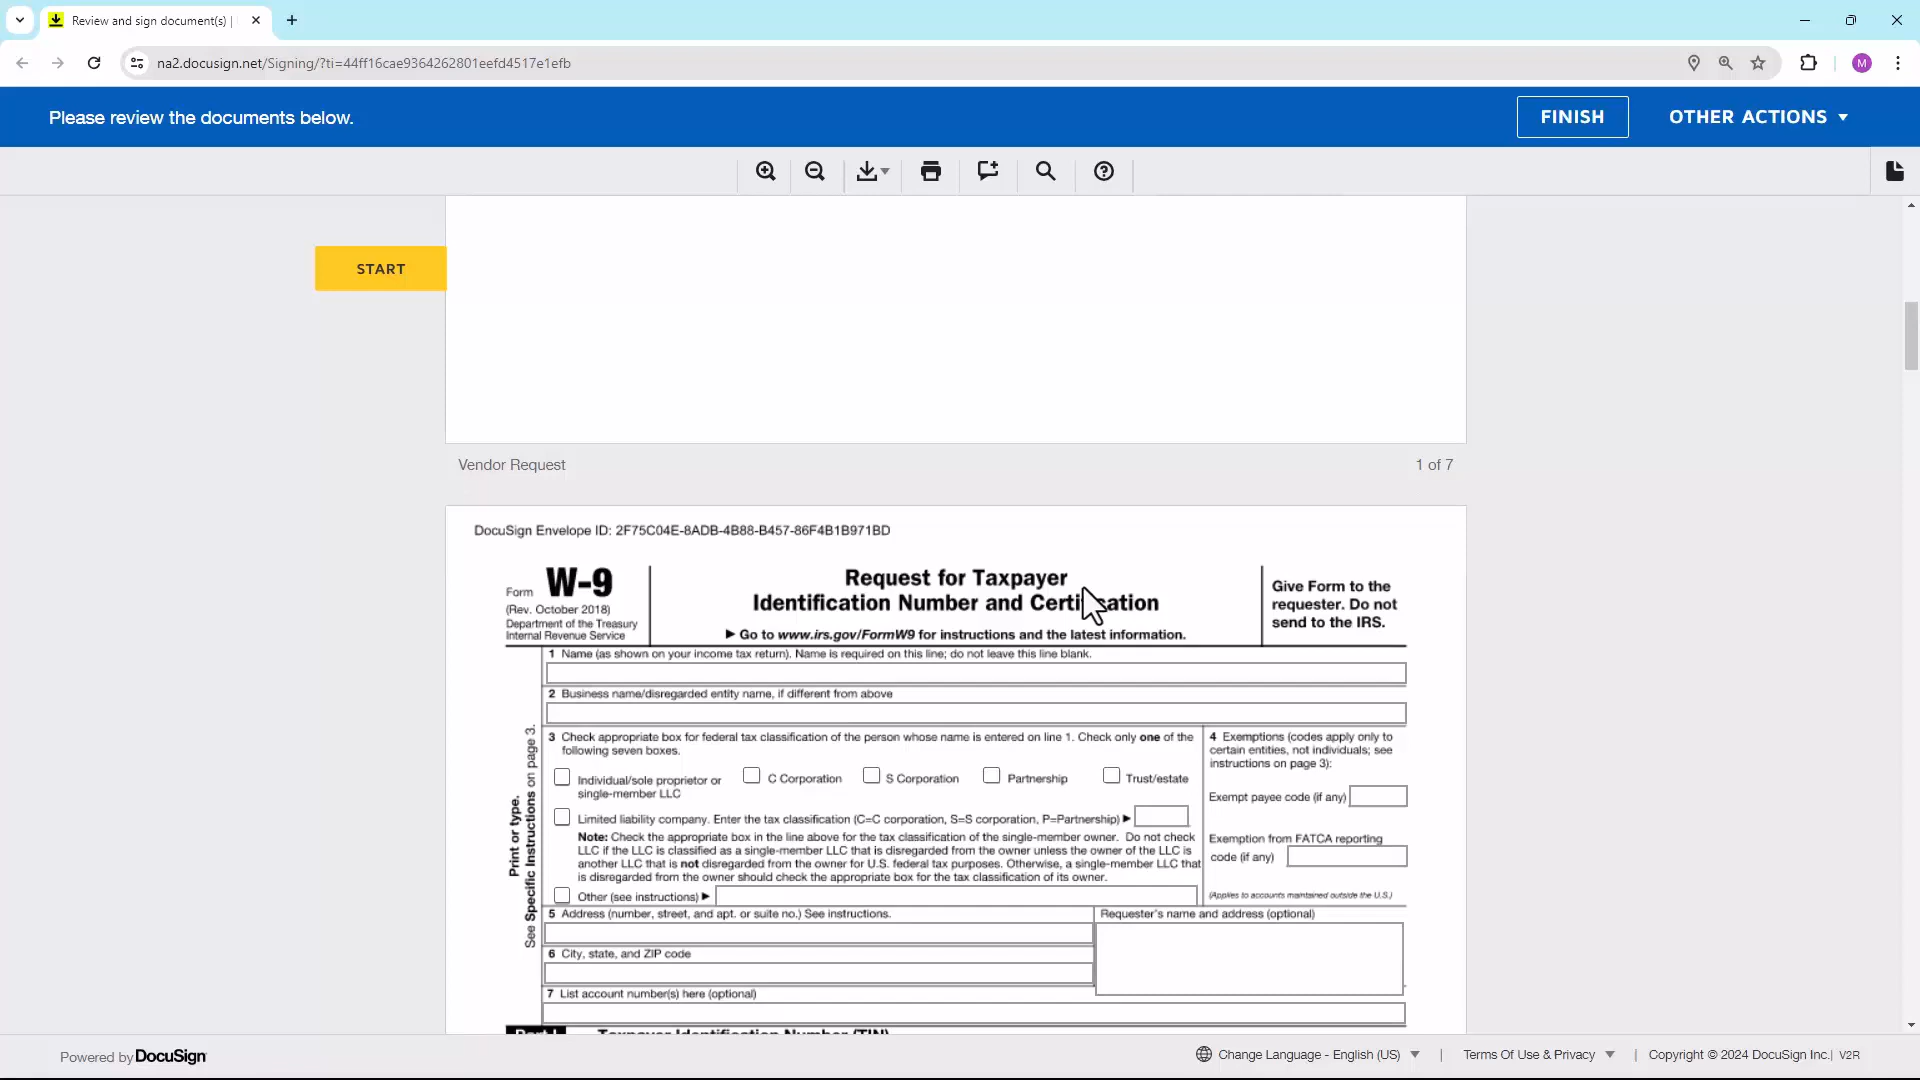 Review and sign document(s) |
na2.docusign.net/Signing/?ti=44ff16cae9364262801eefd4517e1efb
M
Please review the documents below.
FINISH
OTHER ACTIONS
START
Vendor Request
1 of 7
DocuSign Envelope ID: 2F75C04E-8ADB-4B88-B457-86F4B1B971BD
Form W-9
(Rev. October 2018)
Department of the Treasury
Internal Revenue Service
Request for Taxpayer
Identification Number and Certification
▶ Go to www.irs.gov/FormW9 for instructions and the latest information.
Give Form to the
requester. Do not
send to the IRS.
Print or type.
See Specific Instructions on page 3.
1 Name (as shown on your income tax return). Name is required on this line; do not leave this line blank.
2 Business name/disregarded entity name, if different from above
3 Check appropriate box for federal tax classification of the person whose name is entered on line 1. Check only one of the
following seven boxes.
Individual/sole proprietor or
single-member LLC
C Corporation
S Corporation
Partnership
Trust/estate
Limited liability company. Enter the tax classification (C=C corporation, S=S corporation, P=Partnership) ▶
Note: Check the appropriate box in the line above for the tax classification of the single-member owner. Do not check
LLC if the LLC is classified as a single-member LLC that is disregarded from the owner unless the owner of the LLC is
another LLC that is not disregarded from the owner for U.S. federal tax purposes. Otherwise, a single-member LLC that
is disregarded from the owner should check the appropriate box for the tax classification of its owner.
Other (see instructions) ▶
4 Exemptions (codes apply only to
certain entities, not individuals; see
instructions on page 3):
Exempt payee code (if any)
Exemption from FATCA reporting
code (if any)
(Applies to accounts maintained outside the U.S.)
5 Address (number, street, and apt. or suite no.) See instructions.
Requester's name and address (optional)
6 City, state, and ZIP code
7 List account number(s) here (optional)
Part I Taxpayer Identification Number (TIN)
Powered by DocuSign
Change Language - English (US) ▼ | Terms Of Use & Privacy ▼ | Copyright © 2024 DocuSign Inc. | V2R